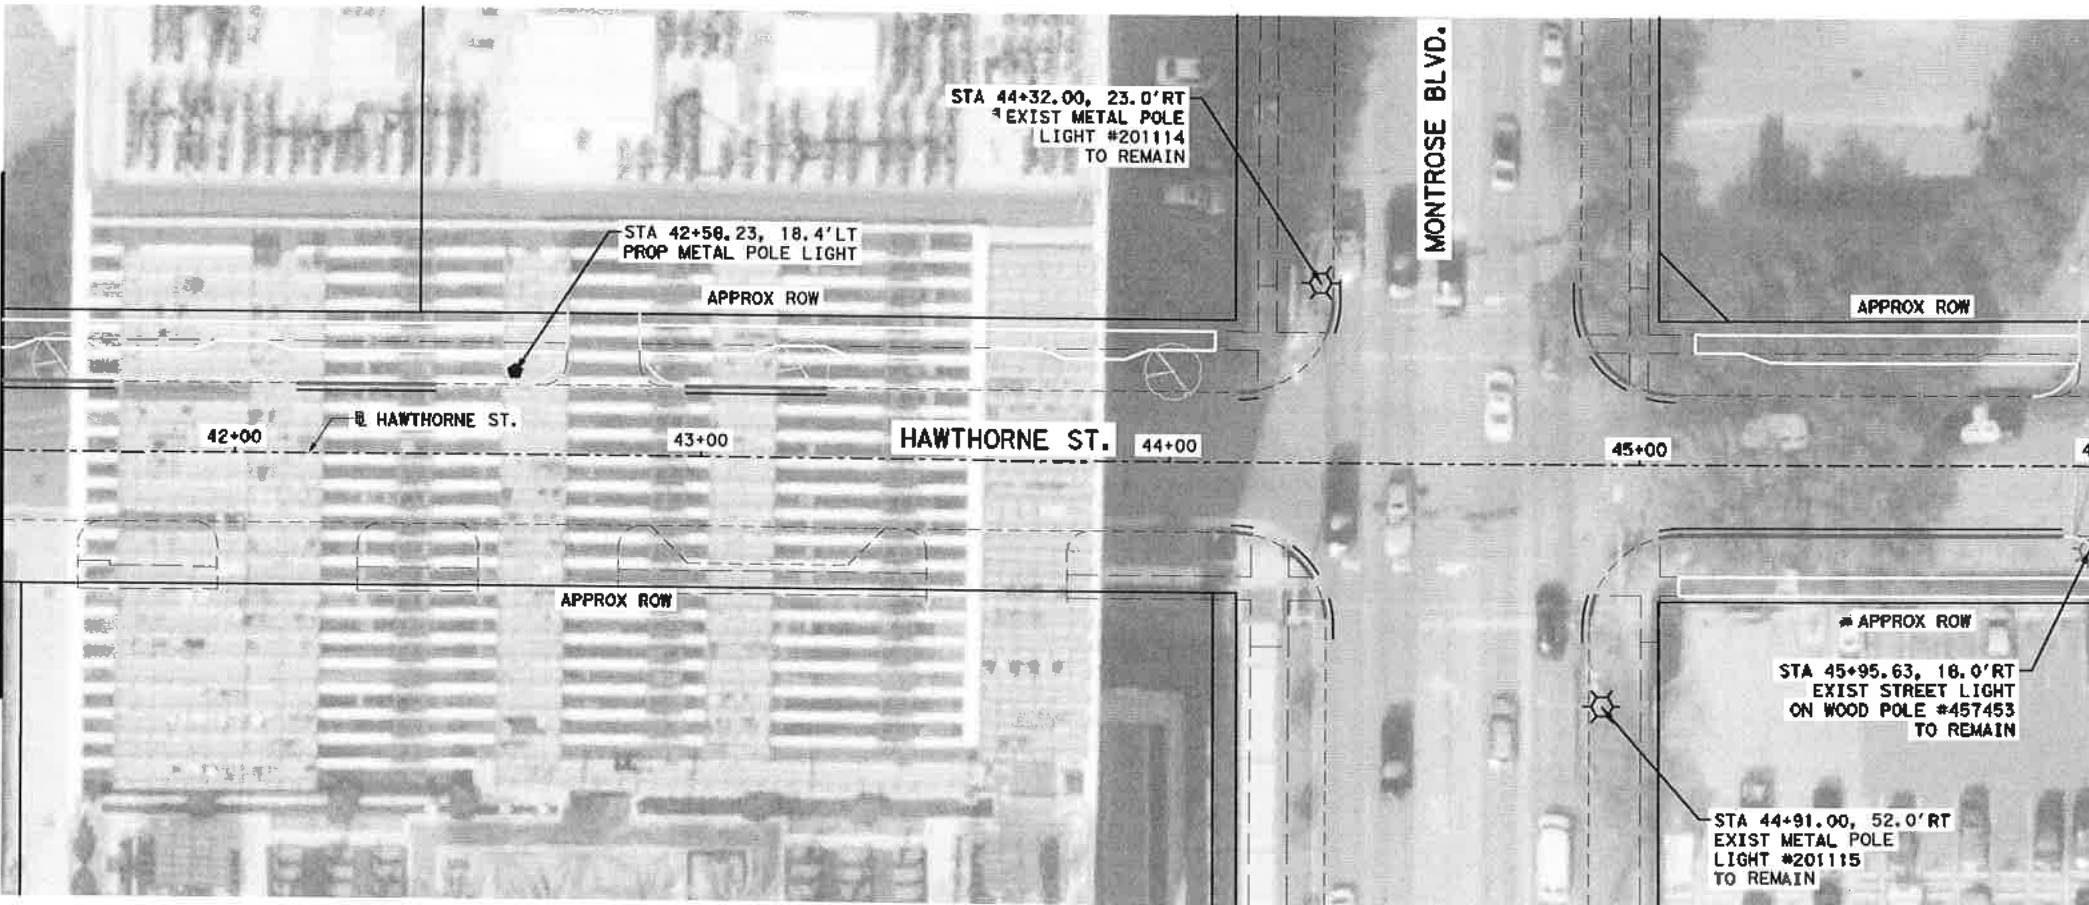 MONTROSE BLVD.
STA 44+32.00, 23.0'RT
EXIST METAL POLE
LIGHT #201114
TO REMAIN
STA 42+58.23, 18.4'LT
PROP METAL POLE LIGHT
APPROX ROW
APPROX ROW
HAWTHORNE ST.
42+00
43+00
HAWTHORNE ST.
44+00
45+00
4
APPROX ROW
APPROX ROW
STA 45+95.63, 18.0'RT
EXIST STREET LIGHT
ON WOOD POLE #457453
TO REMAIN
STA 44+91.00, 52.0'RT
EXIST METAL POLE
LIGHT #201115
TO REMAIN